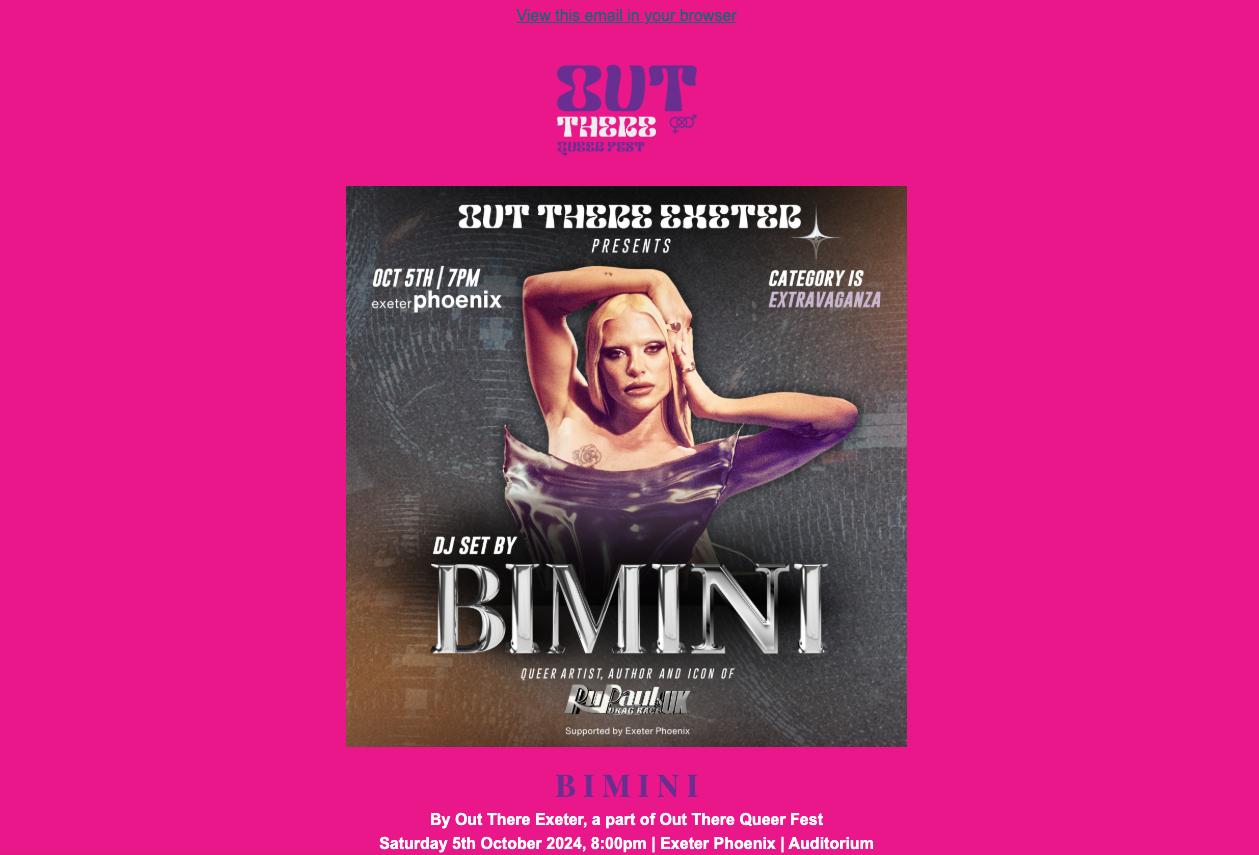 View this email in your browser
OUT
THERE
QUEER FEST
OUT THERE EXETER
PRESENTS
OCT 5TH | 7PM
exeter phoenix
CATEGORY IS
EXTRAVAGANZA
DJ SET BY
BIMINI
QUEER ARTIST, AUTHOR AND ICON OF
RuPaul's
DRAG RACE UK
Supported by Exeter Phoenix
BIMINI
By Out There Exeter, a part of Out There Queer Fest
Saturday 5th October 2024, 8:00pm | Exeter Phoenix | Auditorium